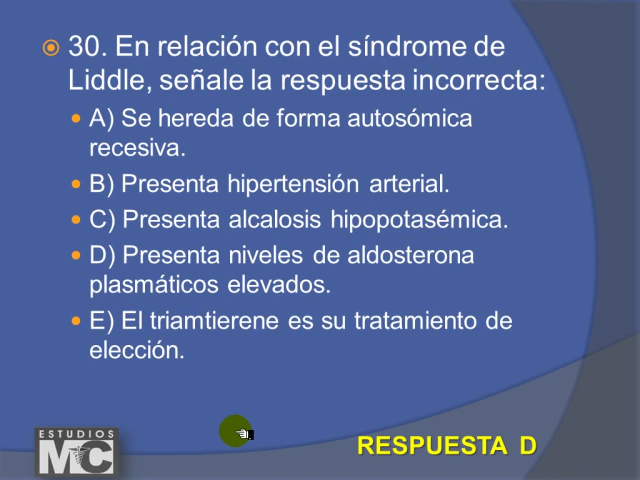 30. En relación con el síndrome de
Liddle, señale la respuesta incorrecta:
A) Se hereda de forma autosómica
recesiva.
B) Presenta hipertensión arterial.
C) Presenta alcalosis hipopotasémica.
D) Presenta niveles de aldosterona
plasmáticos elevados.
E) El triamtierene es su tratamiento de
elección.
RESPUESTA D
ESTUDIOS
MC